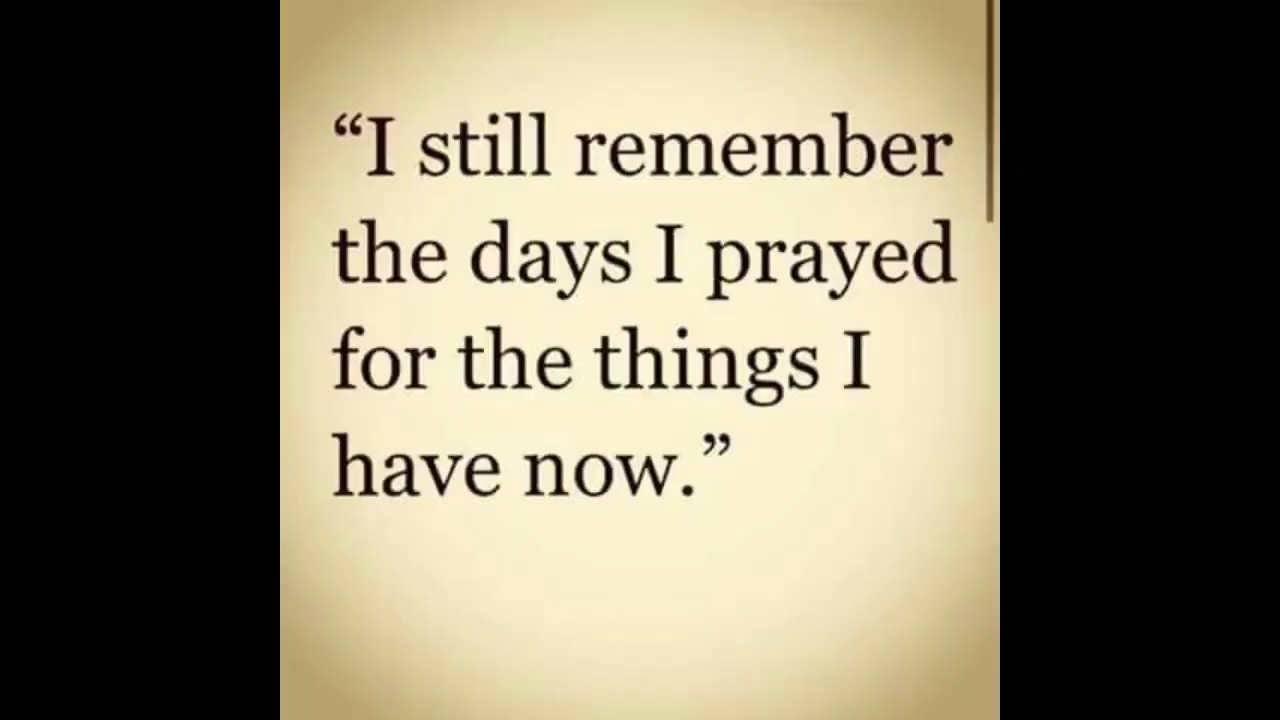 “I still remember
the days I prayed
for the things I
have now.”